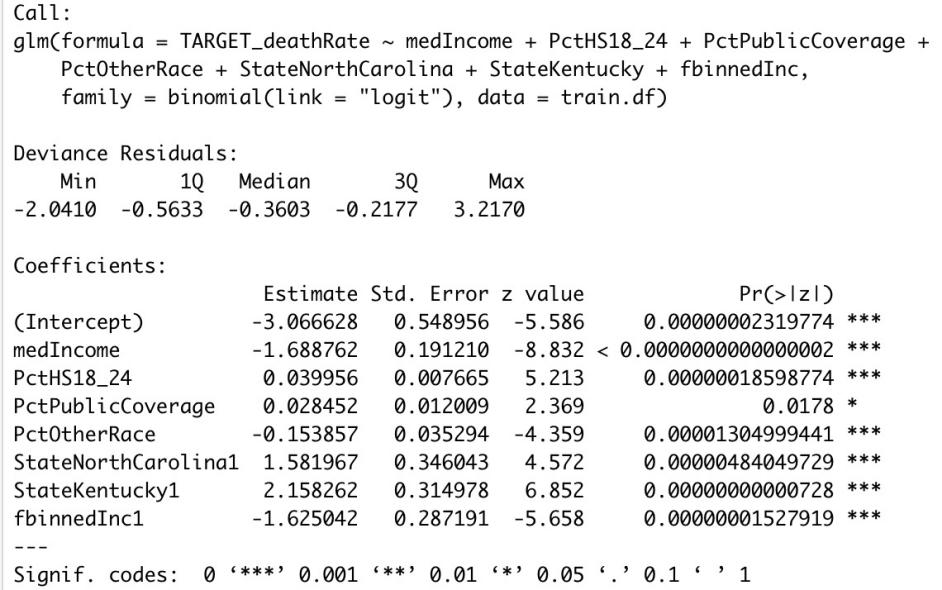 Call:
glm(formula = TARGET_deathRate ~ medIncome + PctHS18_24 + PctPublicCoverage +
    PctOtherRace + StateNorthCarolina + StateKentucky + fbinnedInc,
    family = binomial(link = "logit"), data = train.df)

Deviance Residuals:
    Min      1Q   Median      3Q     Max
-2.0410 -0.5633 -0.3603 -0.2177  3.2170

Coefficients:
                    Estimate Std. Error z value             Pr(>|z|)
(Intercept)        -3.066628   0.548956  -5.586     0.00000002319774 ***
medIncome          -1.688762   0.191210  -8.832 < 0.0000000000000002 ***
PctHS18_24          0.039956   0.007665   5.213     0.00000018598774 ***
PctPublicCoverage   0.028452   0.012009   2.369               0.0178 *
PctOtherRace       -0.153857   0.035294  -4.359     0.00001304999441 ***
StateNorthCarolina1 1.581967   0.346043   4.572     0.00000484049729 ***
StateKentucky1      2.158262   0.314978   6.852     0.00000000000728 ***
fbinnedInc1        -1.625042   0.287191  -5.658     0.00000001527919 ***
---
Signif. codes:  0 ‘***’ 0.001 ‘**’ 0.01 ‘*’ 0.05 ‘.’ 0.1 ‘ ’ 1